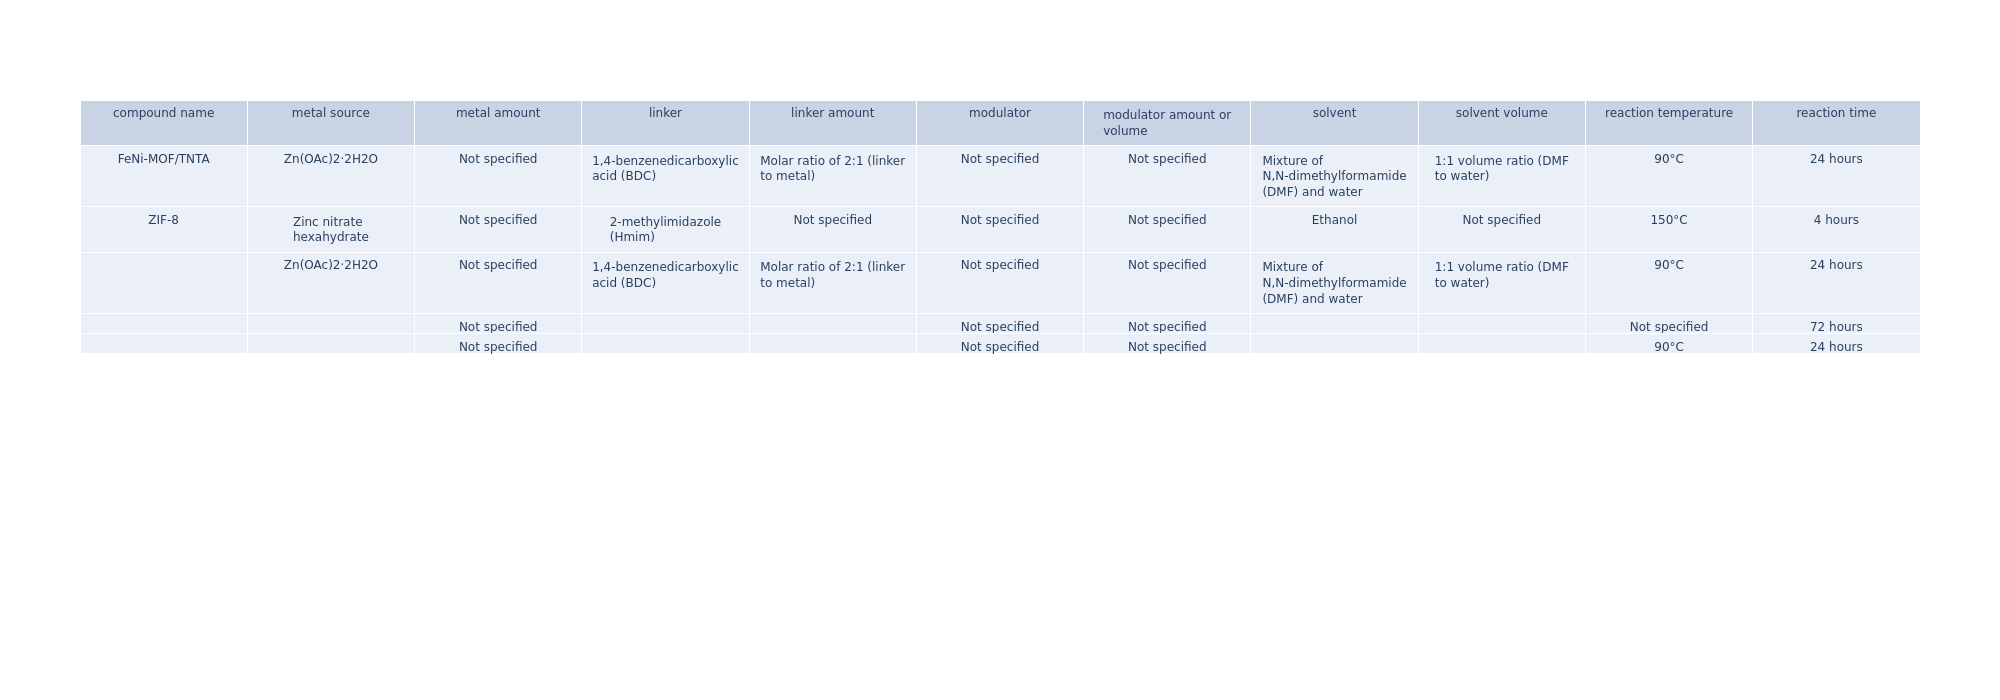 compound name metal source metal amount linker linker amount modulator modulator amount or volume solvent solvent volume reaction temperature reaction time
FeNi-MOF/TNTA Zn(OAc)2·2H2O Not specified 1,4-benzenedicarboxylic acid (BDC) Molar ratio of 2:1 (linker to metal) Not specified Not specified Mixture of N,N-dimethylformamide (DMF) and water 1:1 volume ratio (DMF to water) 90°C 24 hours
ZIF-8 Zinc nitrate hexahydrate Not specified 2-methylimidazole (Hmim) Not specified Not specified Not specified Ethanol Not specified 150°C 4 hours
Zn(OAc)2·2H2O Not specified 1,4-benzenedicarboxylic acid (BDC) Molar ratio of 2:1 (linker to metal) Not specified Not specified Mixture of N,N-dimethylformamide (DMF) and water 1:1 volume ratio (DMF to water) 90°C 24 hours
Not specified Not specified Not specified Not specified 72 hours
Not specified Not specified Not specified 90°C 24 hours